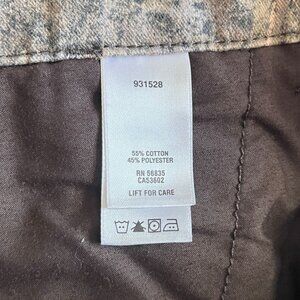 931528
55% COTTON
45% POLYESTER
RN 56835
CA53602
LIFT FOR CARE